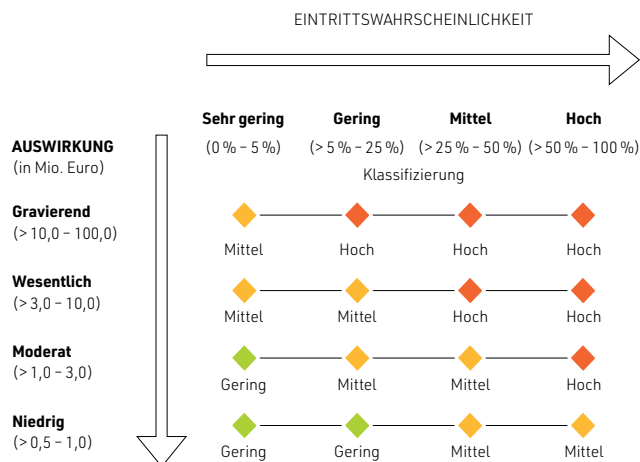 EINTRITTSWAHRSCHEINLICHKEIT
Sehr gering Gering Mittel Hoch
AUSWIRKUNG (0 % – 5 %) (> 5 % – 25 %) (> 25 % – 50 %) (> 50 % – 100 %)
(in Mio. Euro) Klassifizierung
Gravierend
(> 10,0 – 100,0)
Mittel Hoch Hoch Hoch
Wesentlich
(> 3,0 – 10,0)
Mittel Mittel Hoch Hoch
Moderat
(> 1,0 – 3,0)
Gering Mittel Mittel Hoch
Niedrig
(> 0,5 – 1,0)
Gering Gering Mittel Mittel